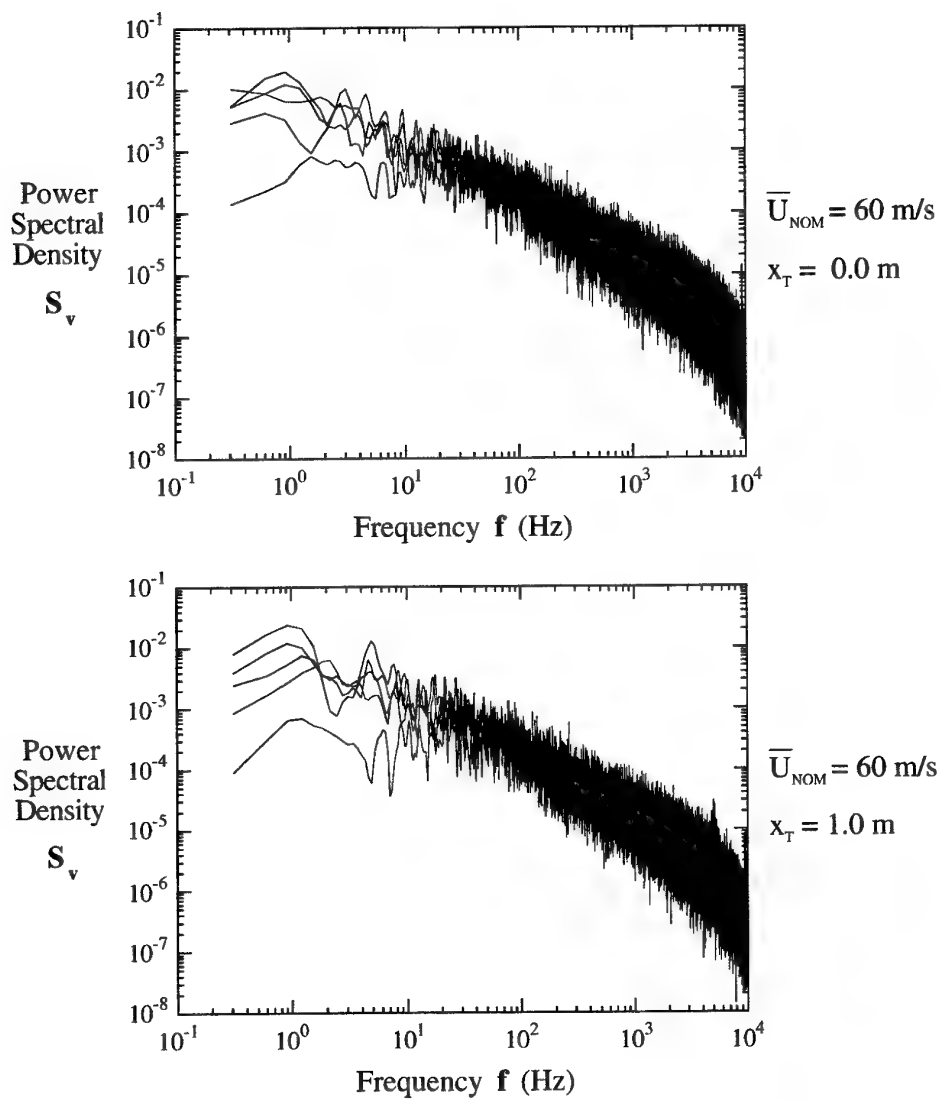 10^-1
10^-2
10^-3
10^-4
10^-5
10^-6
10^-7
10^-8
Power
Spectral
Density
S_v
10^-1 10^0 10^1 10^2 10^3 10^4
Frequency f (Hz)
U̅_NOM = 60 m/s
x_T = 0.0 m
10^-1
10^-2
10^-3
10^-4
10^-5
10^-6
10^-7
10^-8
Power
Spectral
Density
S_v
10^-1 10^0 10^1 10^2 10^3 10^4
Frequency f (Hz)
U̅_NOM = 60 m/s
x_T = 1.0 m